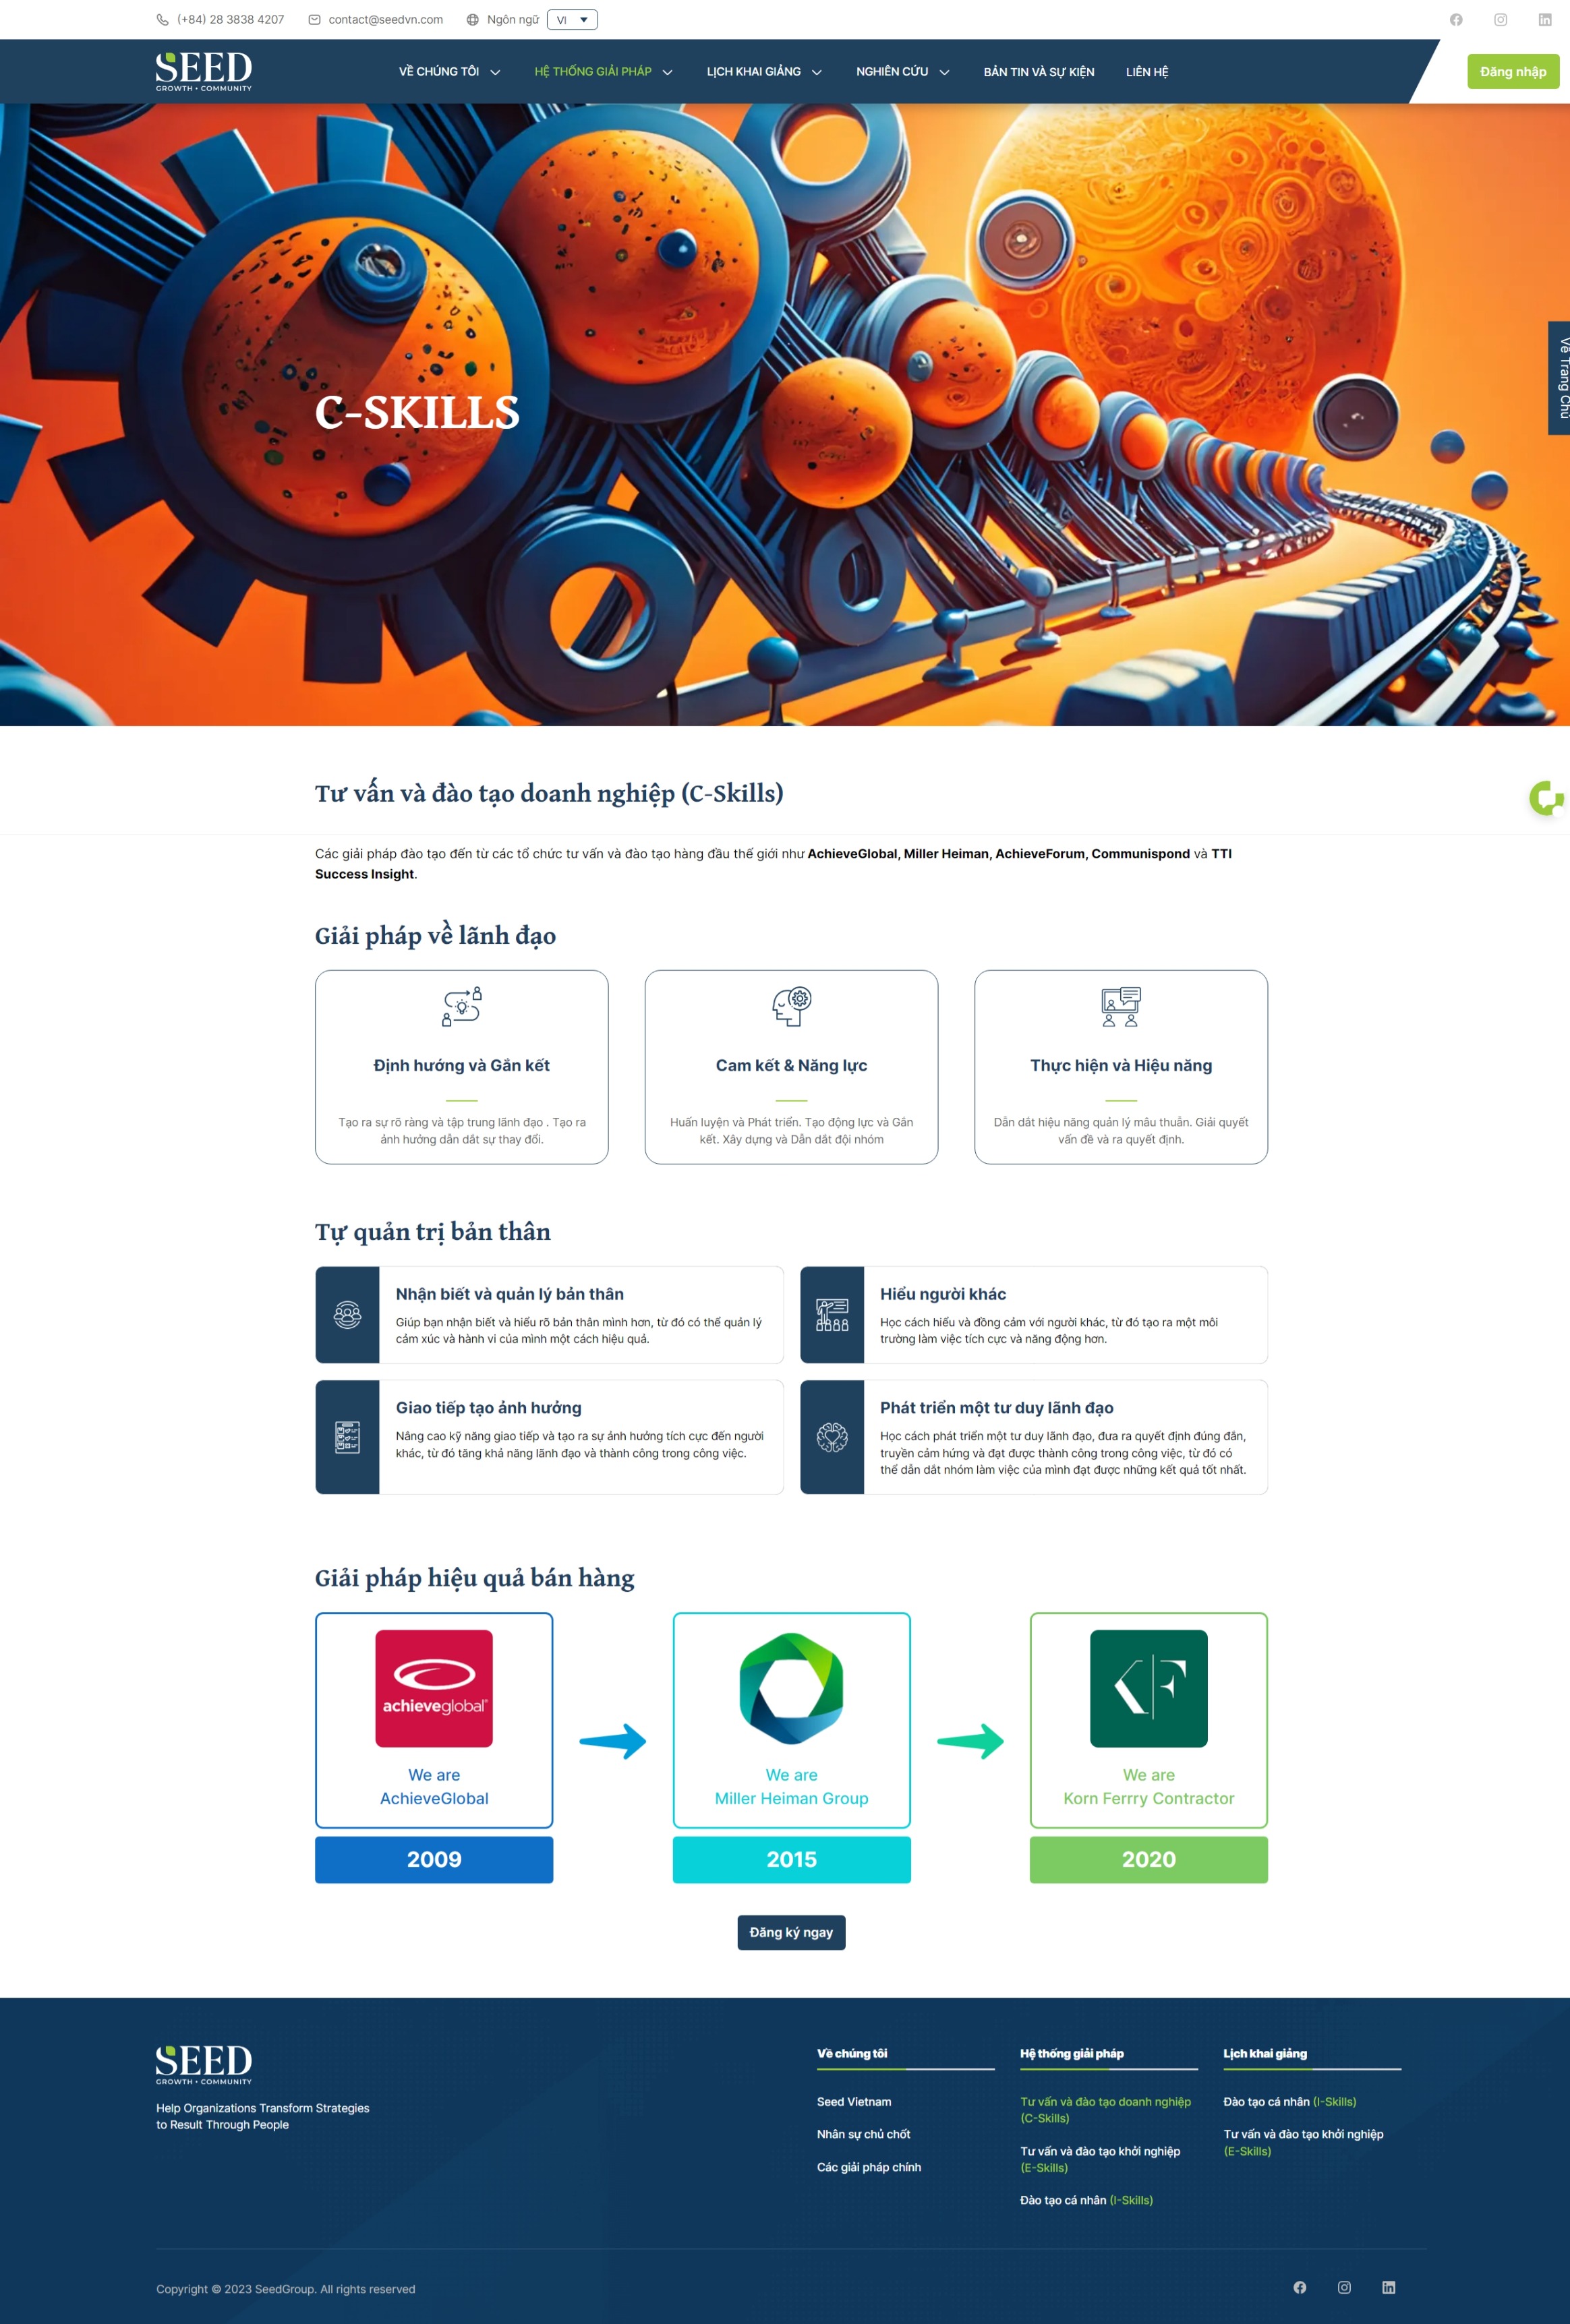 (+84) 28 3838 4207 contact@seedvn.com Ngôn ngữ VI
SEED
GROWTH • COMMUNITY
VỀ CHÚNG TÔI HỆ THỐNG GIẢI PHÁP LỊCH KHAI GIẢNG NGHIÊN CỨU BẢN TIN VÀ SỰ KIỆN LIÊN HỆ
Đăng nhập
Về Trang Chủ
C-SKILLS
Tư vấn và đào tạo doanh nghiệp (C-Skills)
Các giải pháp đào tạo đến từ các tổ chức tư vấn và đào tạo hàng đầu thế giới như AchieveGlobal, Miller Heiman, AchieveForum, Communispond và TTI
Success Insight.
Giải pháp về lãnh đạo
Định hướng và Gắn kết
Tạo ra sự rõ ràng và tập trung lãnh đạo . Tạo ra
ảnh hưởng dẫn dắt sự thay đổi.
Cam kết & Năng lực
Huấn luyện và Phát triển. Tạo động lực và Gắn
kết. Xây dựng và Dẫn dắt đội nhóm
Thực hiện và Hiệu năng
Dẫn dắt hiệu năng quản lý mâu thuẫn. Giải quyết
vấn đề và ra quyết định.
Tự quản trị bản thân
Nhận biết và quản lý bản thân
Giúp bạn nhận biết và hiểu rõ bản thân mình hơn, từ đó có thể quản lý
cảm xúc và hành vi của mình một cách hiệu quả.
Hiểu người khác
Học cách hiểu và đồng cảm với người khác, từ đó tạo ra một môi
trường làm việc tích cực và năng động hơn.
Giao tiếp tạo ảnh hưởng
Nâng cao kỹ năng giao tiếp và tạo ra sự ảnh hưởng tích cực đến người
khác, từ đó tăng khả năng lãnh đạo và thành công trong công việc.
Phát triển một tư duy lãnh đạo
Học cách phát triển một tư duy lãnh đạo, đưa ra quyết định đúng đắn,
truyền cảm hứng và đạt được thành công trong công việc, từ đó có
thể dẫn dắt nhóm làm việc của mình đạt được những kết quả tốt nhất.
Giải pháp hiệu quả bán hàng
achieveglobal
We are
AchieveGlobal
2009
We are
Miller Heiman Group
2015
KF
We are
Korn Ferrry Contractor
2020
Đăng ký ngay
SEED
GROWTH • COMMUNITY
Help Organizations Transform Strategies
to Result Through People
Về chúng tôi
Seed Vietnam
Nhân sự chủ chốt
Các giải pháp chính
Hệ thống giải pháp
Tư vấn và đào tạo doanh nghiệp
(C-Skills)
Tư vấn và đào tạo khởi nghiệp
(E-Skills)
Đào tạo cá nhân (I-Skills)
Lịch khai giảng
Đào tạo cá nhân (I-Skills)
Tư vấn và đào tạo khởi nghiệp
(E-Skills)
Copyright © 2023 SeedGroup. All rights reserved